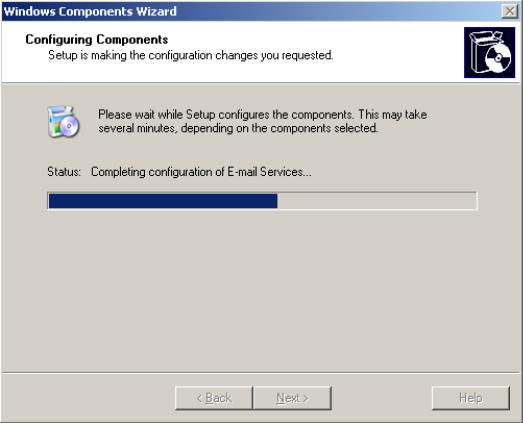 Windows Components Wizard
Configuring Components
Setup is making the configuration changes you requested.
Please wait while Setup configures the components. This may take
several minutes, depending on the components selected.
Status: Completing configuration of E-mail Services...
< Back Next > Help